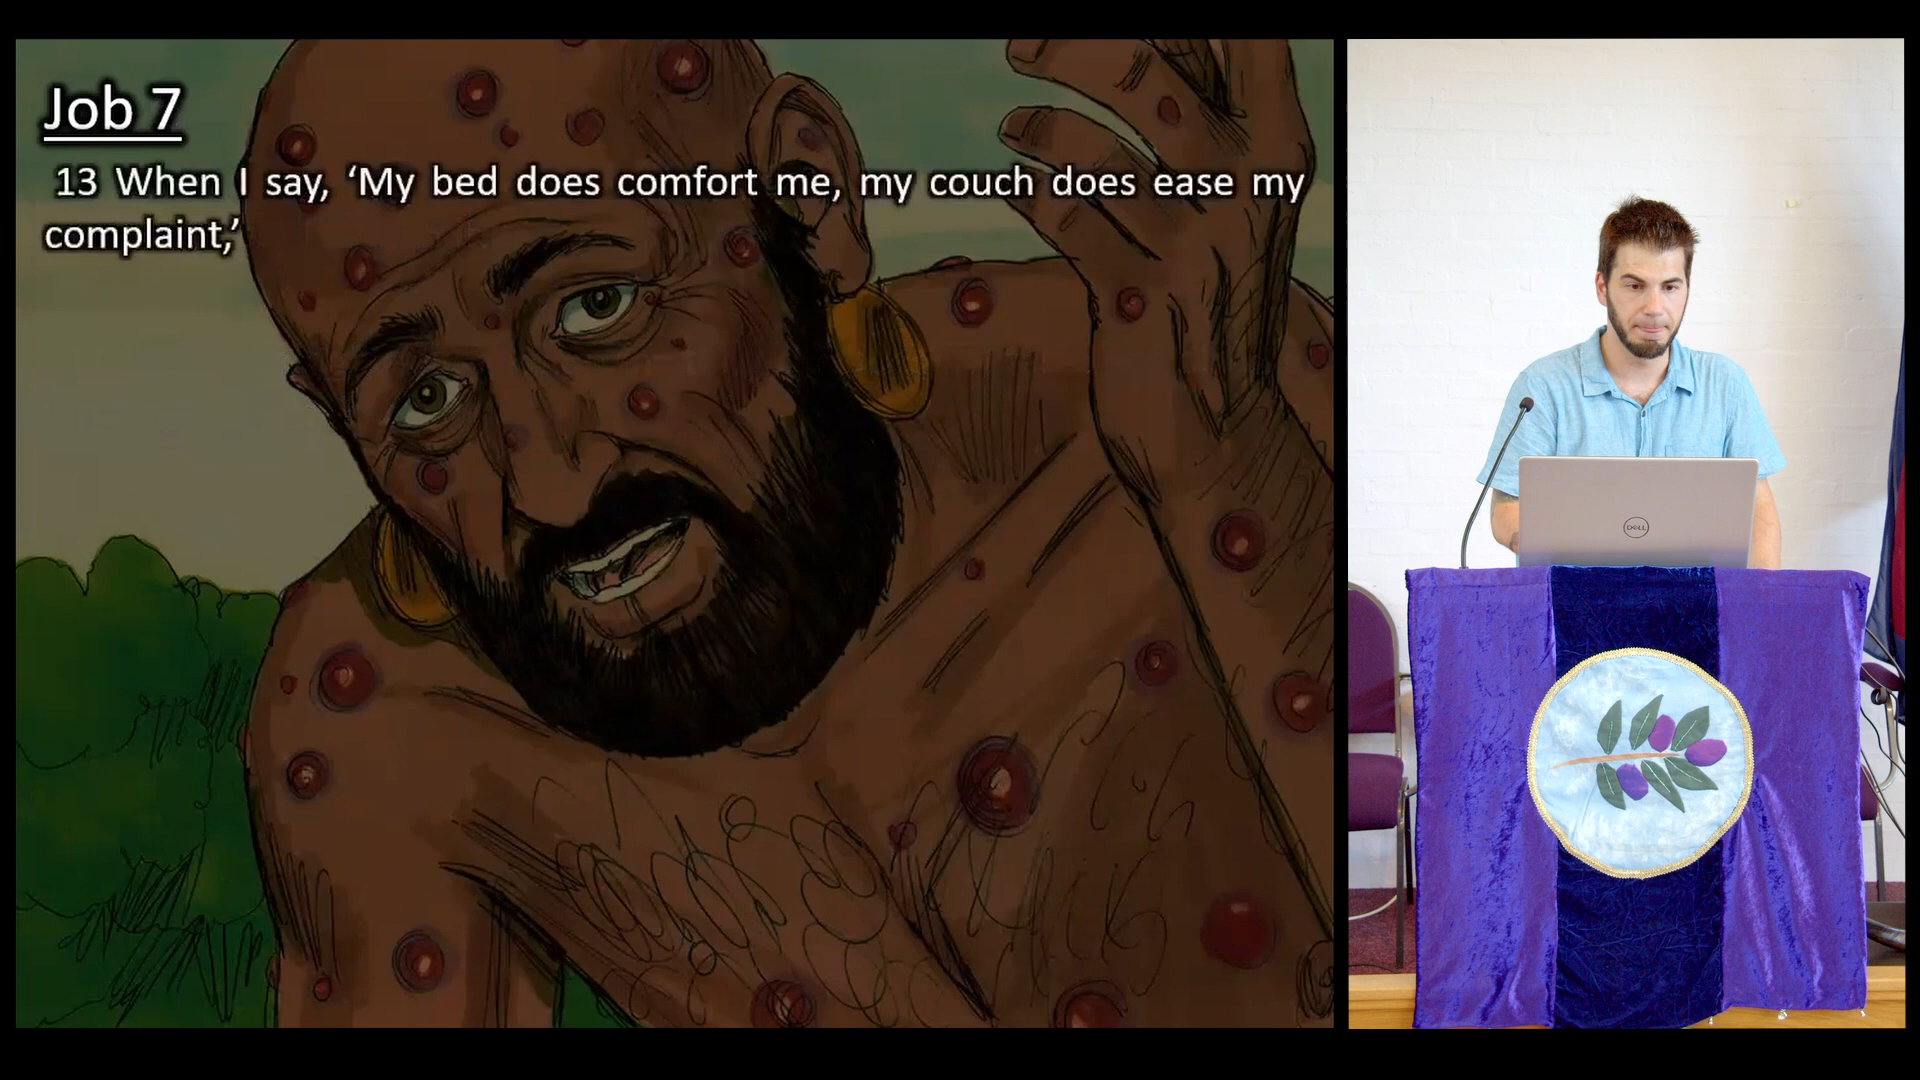 Job 7
13 When I say, ‘My bed does comfort me, my couch does ease my
complaint,’
DELL